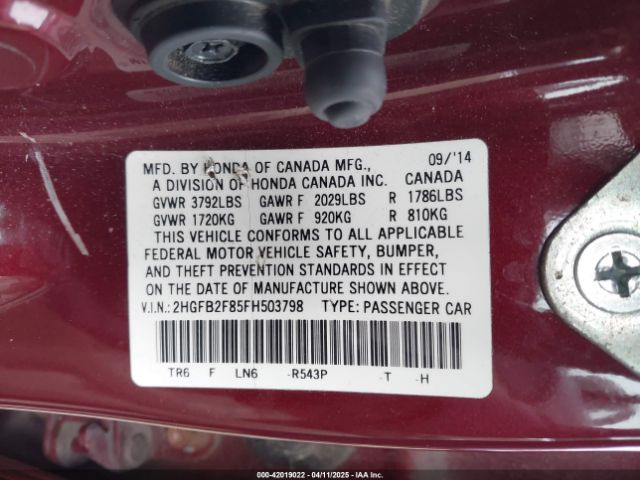 MFD. BY HONDA OF CANADA MFG., 09/'14
A DIVISION OF HONDA CANADA INC. CANADA
GVWR 3792LBS GAWR F 2029LBS R 1786LBS
GVWR 1720KG GAWR F 920KG R 810KG
THIS VEHICLE CONFORMS TO ALL APPLICABLE
FEDERAL MOTOR VEHICLE SAFETY, BUMPER,
AND THEFT PREVENTION STANDARDS IN EFFECT
ON THE DATE OF MANUFACTURE SHOWN ABOVE.
V.I.N.: 2HGFB2F85FH503798 TYPE: PASSENGER CAR
TR6 F LN6 -R543P -T -H
000-42019022 - 04/11/2025 - IAA Inc.